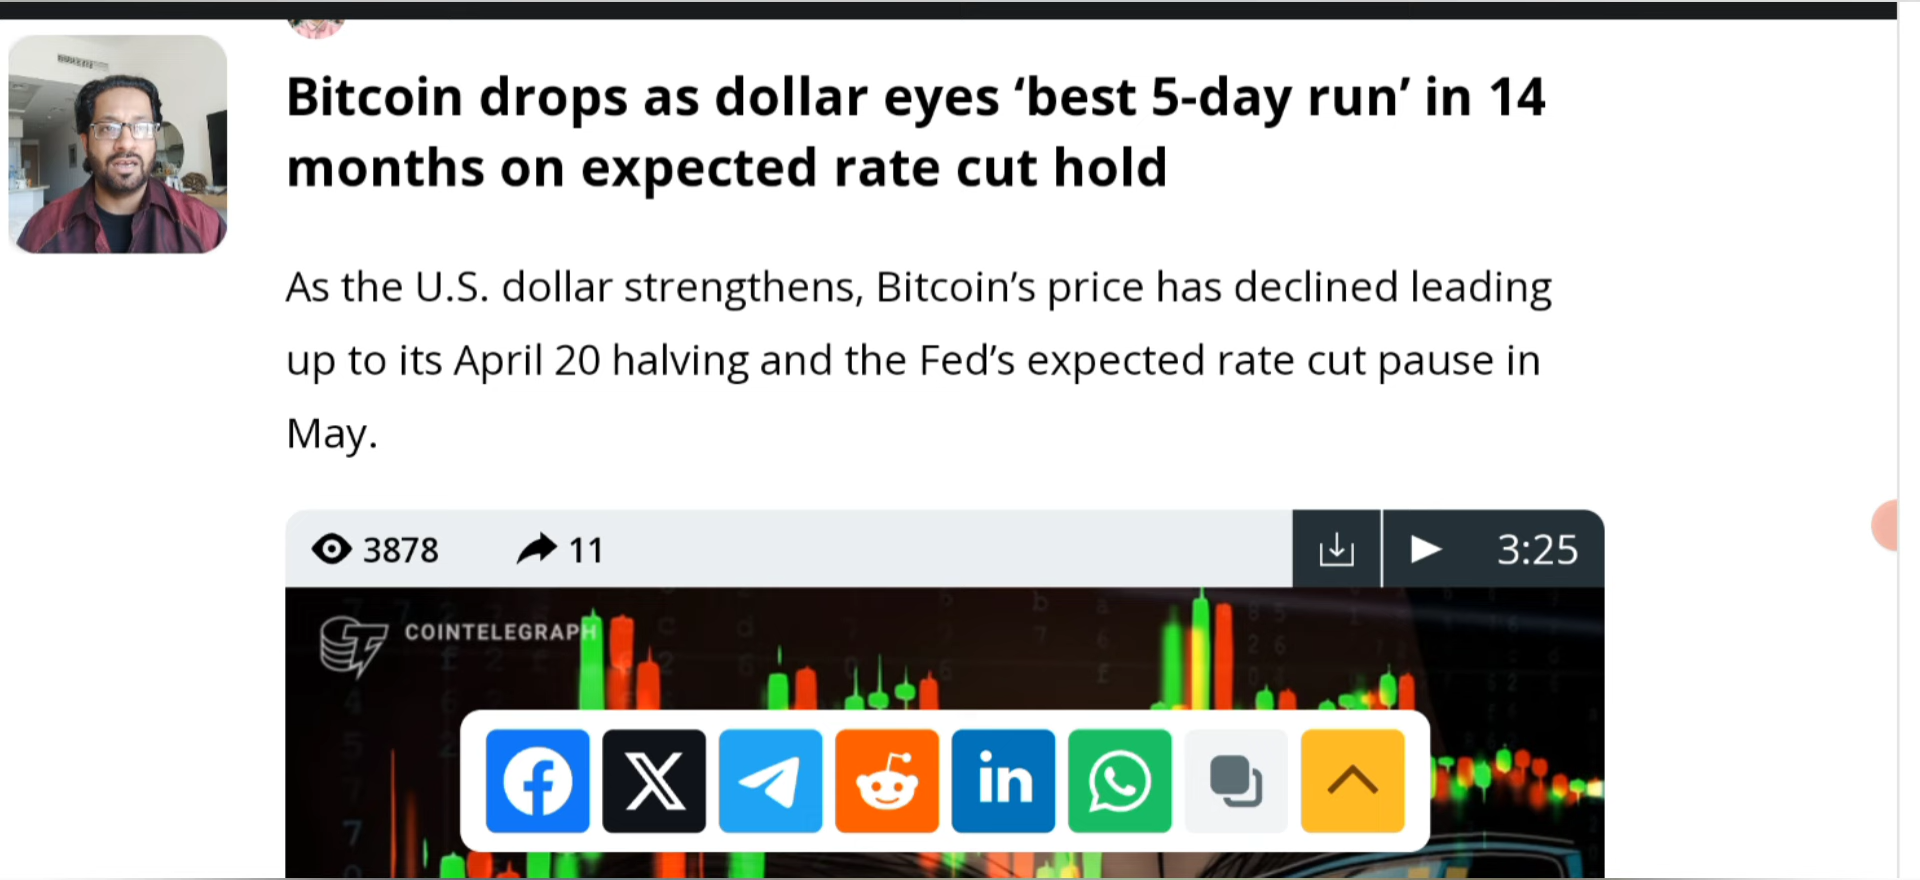 Bitcoin drops as dollar eyes ‘best 5-day run’ in 14
months on expected rate cut hold
As the U.S. dollar strengthens, Bitcoin’s price has declined leading
up to its April 20 halving and the Fed’s expected rate cut pause in
May.
3878 11 3:25
COINTELEGRAPH